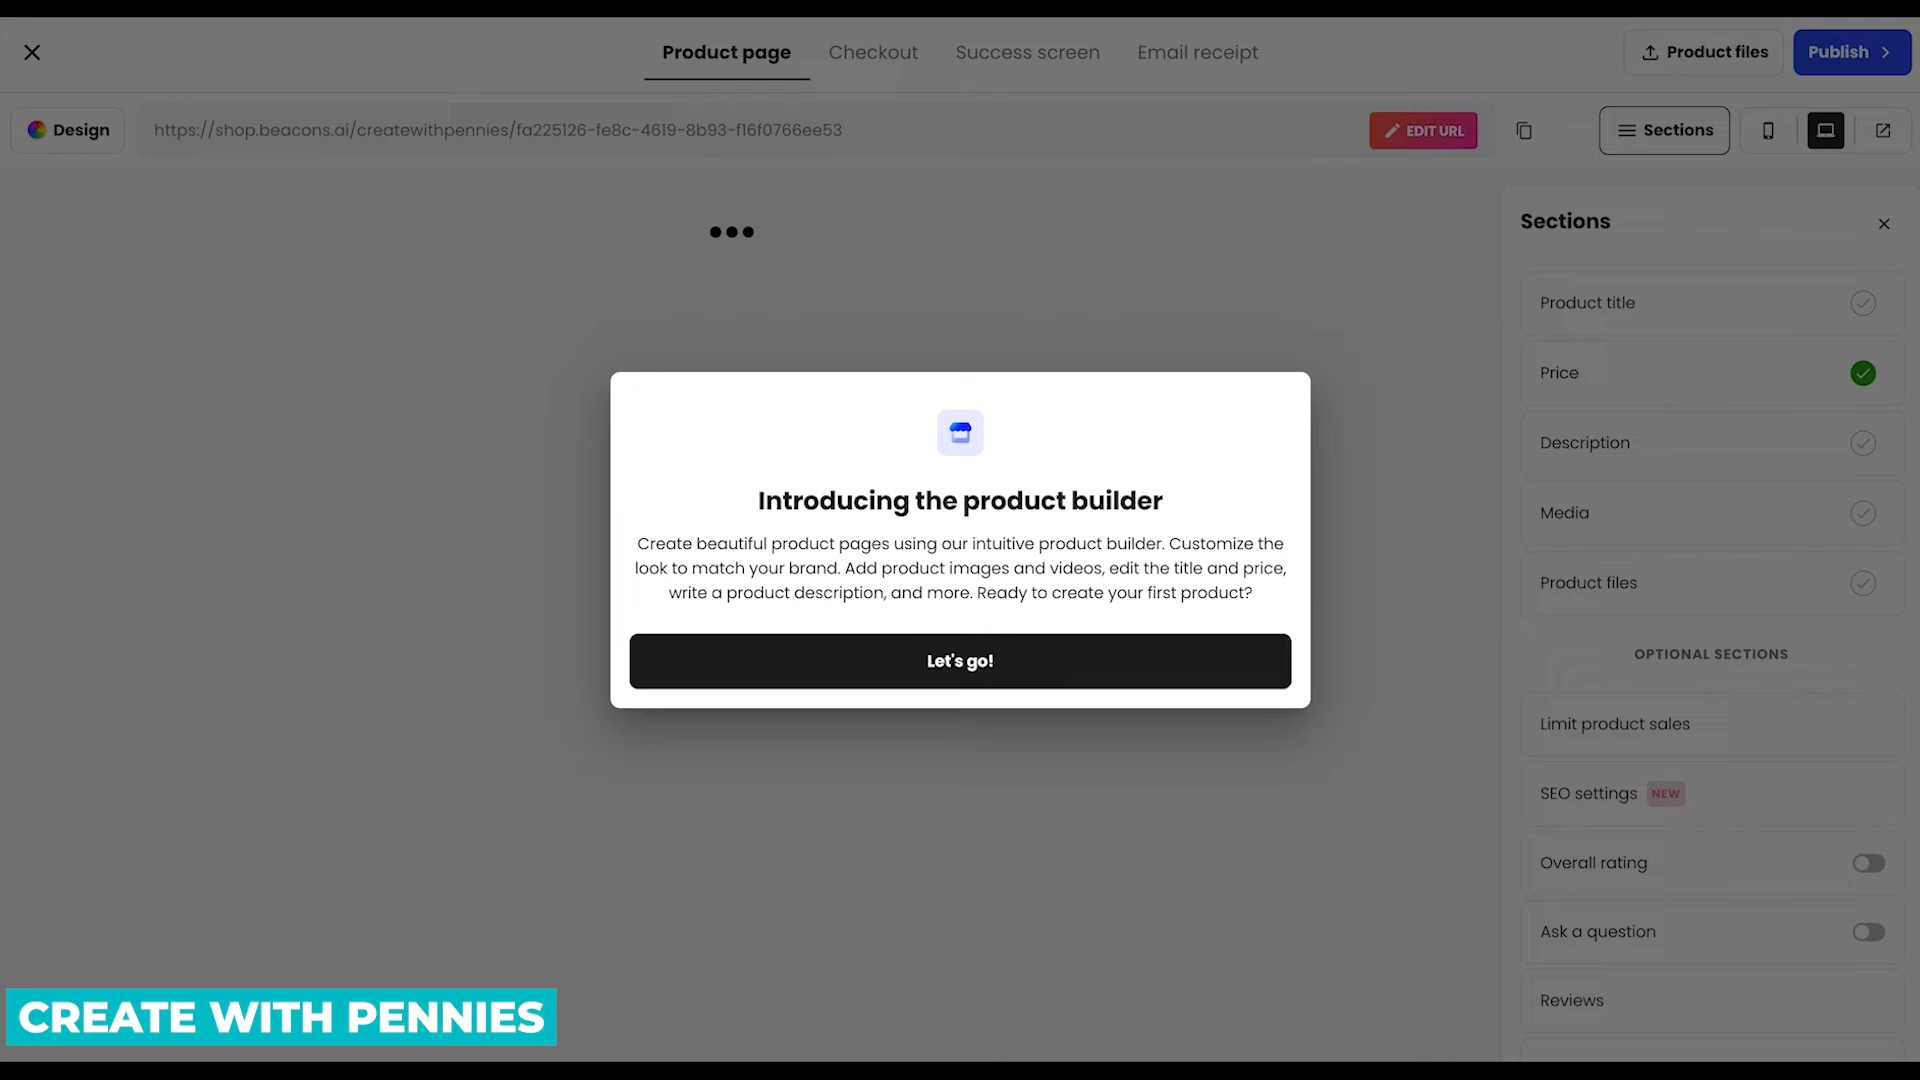 Product page
Checkout
Success screen
Email receipt
Product files
Publish
Design
https://shop.beacons.ai/createwithpennies/fa225126-fe8c-4619-8b93-f16f0766ee53
EDIT URL
Sections
Sections
Product title
Price
Description
Media
Product files
OPTIONAL SECTIONS
Limit product sales
SEO settings NEW
Overall rating
Ask a question
Reviews
Introducing the product builder
Create beautiful product pages using our intuitive product builder. Customize the
look to match your brand. Add product images and videos, edit the title and price,
write a product description, and more. Ready to create your first product?
Let's go!
CREATE WITH PENNIES